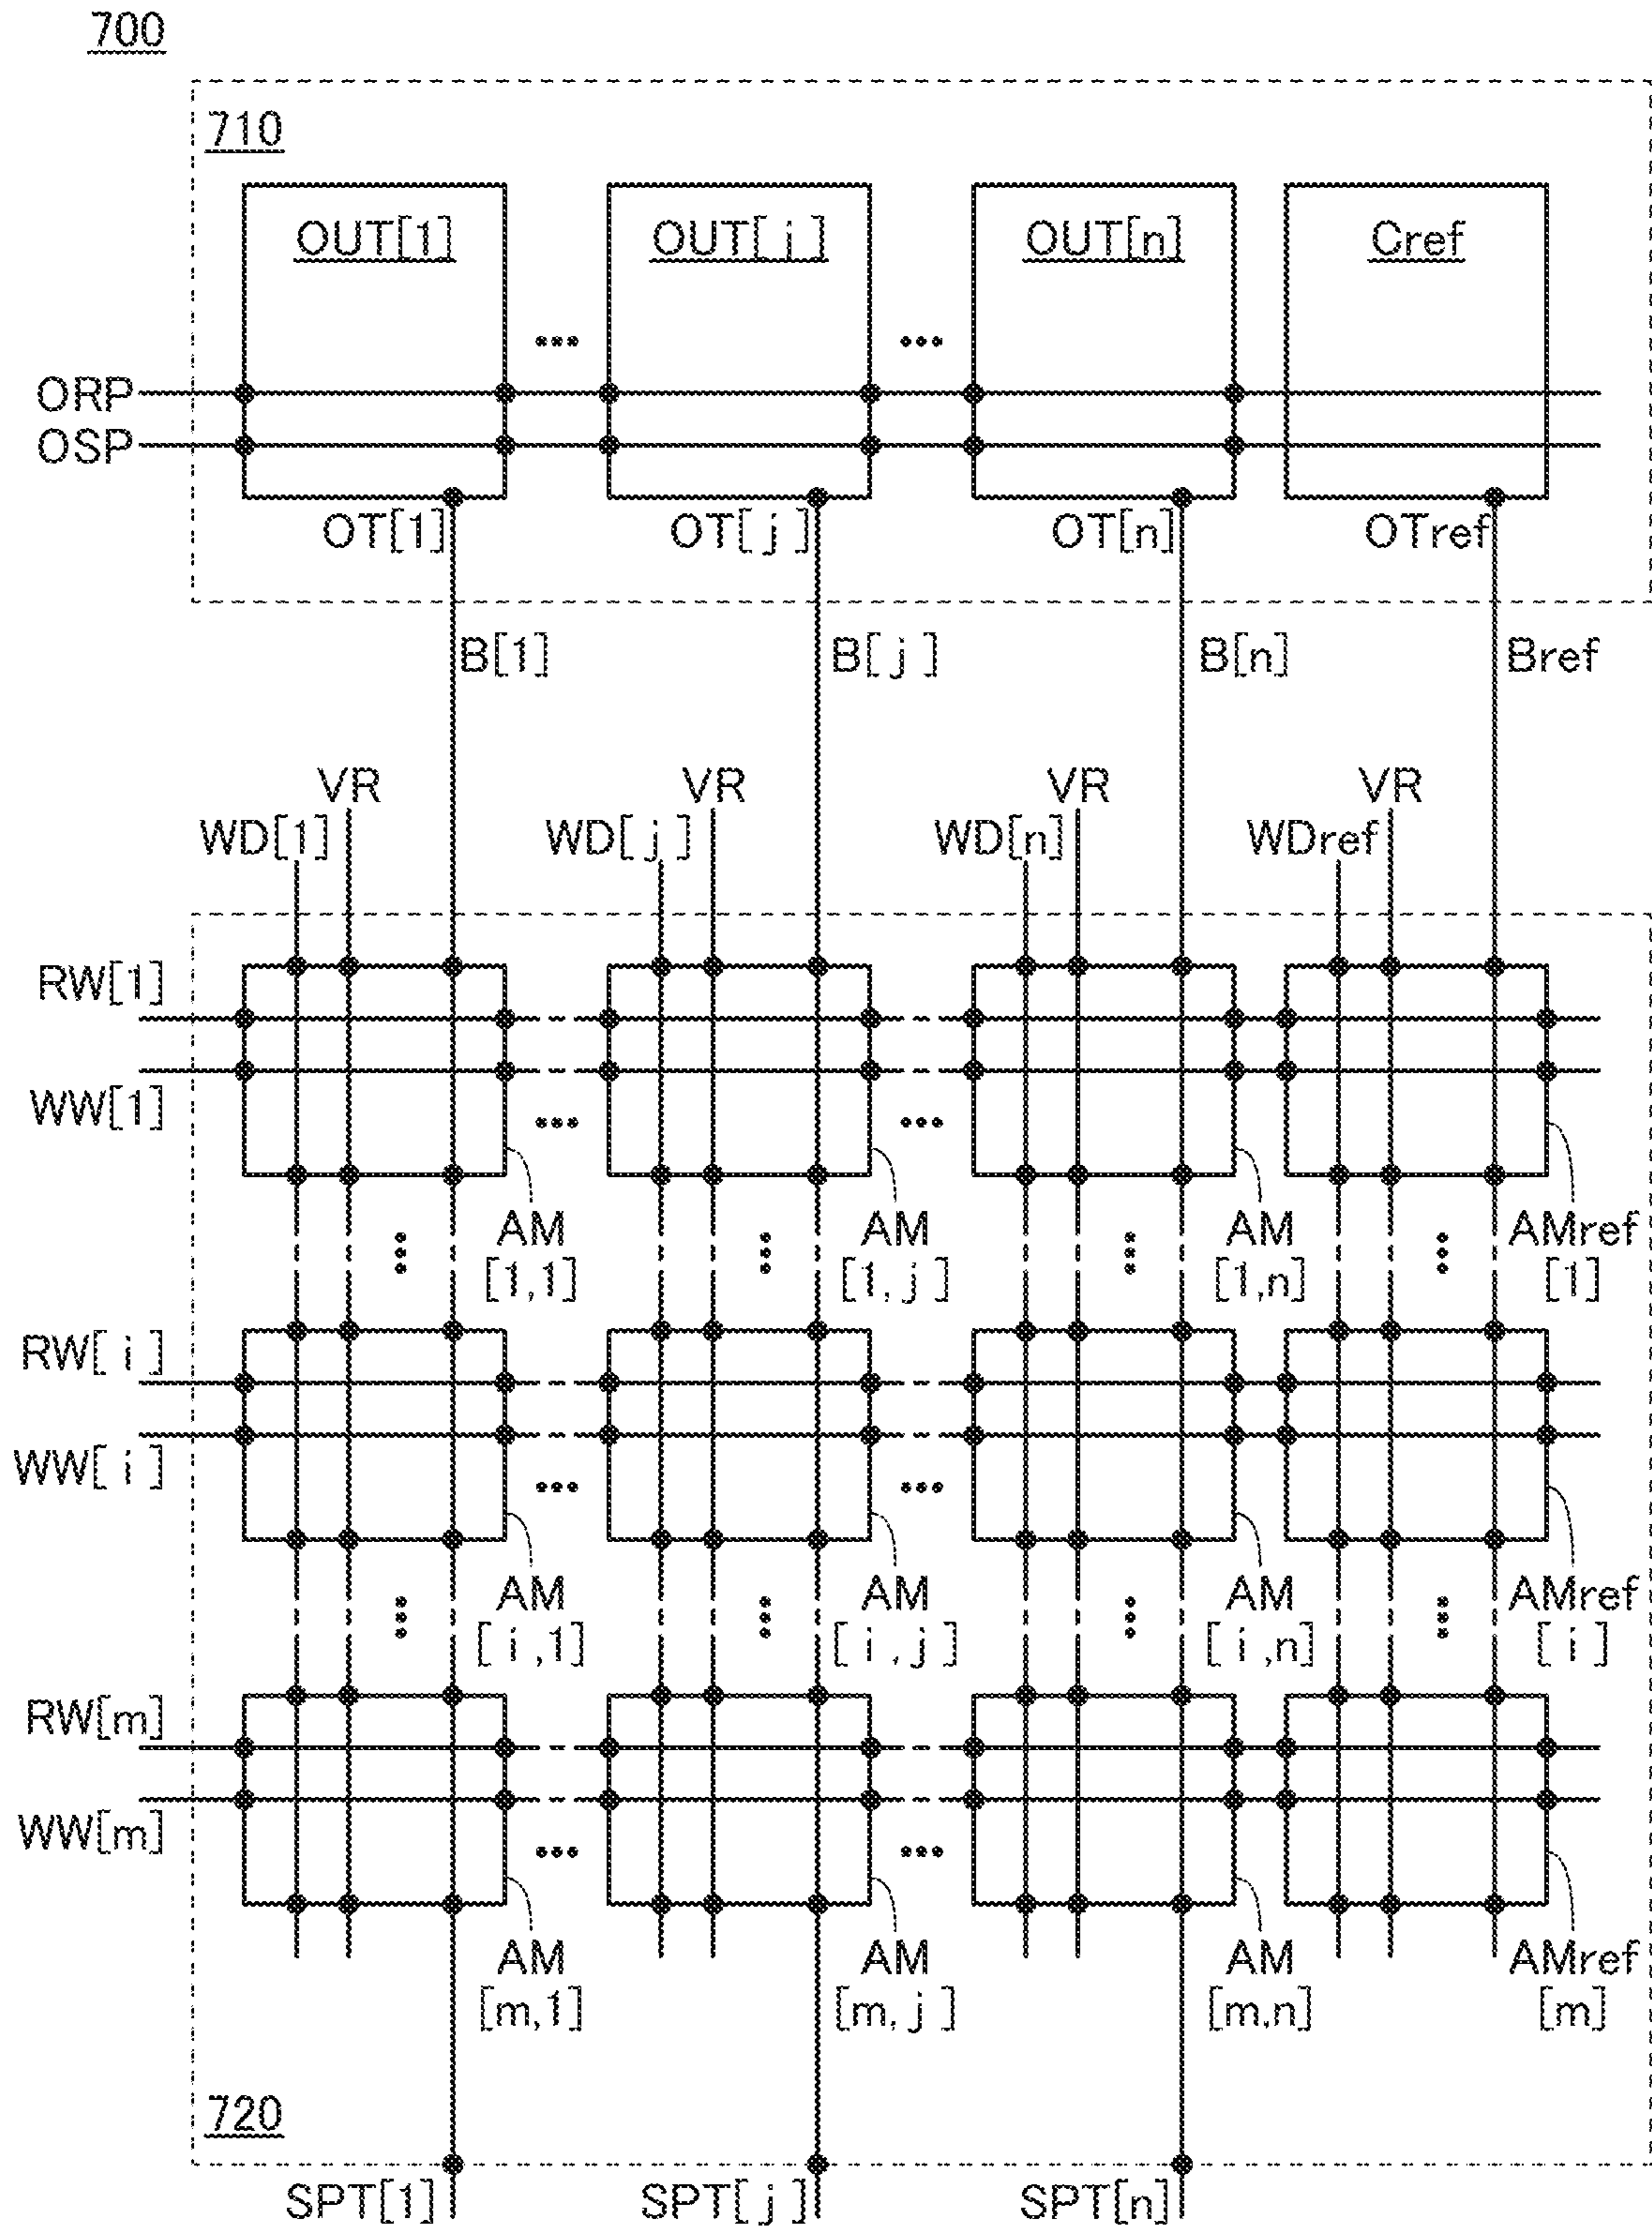 700
710
OUT[1] OUT[j] OUT[n] Cref
ORP
OSP
OT[1] OT[j] OT[n] OTref
B[1] B[j] B[n] Bref
VR VR VR VR
WD[1] WD[j] WD[n] WDref
RW[1]
WW[1]
AM AM AM AMref
[1,1] [1,j] [1,n] [1]
RW[i]
WW[i]
AM AM AM AMref
[i,1] [i,j] [i,n] [i]
RW[m]
WW[m]
AM AM AM AMref
[m,1] [m,j] [m,n] [m]
720
SPT[1] SPT[j] SPT[n]